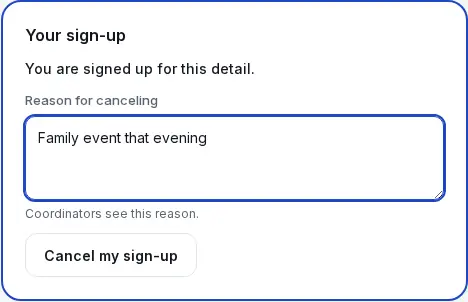 Your sign-up
You are signed up for this detail.
Reason for canceling
Family event that evening
Coordinators see this reason.
Cancel my sign-up